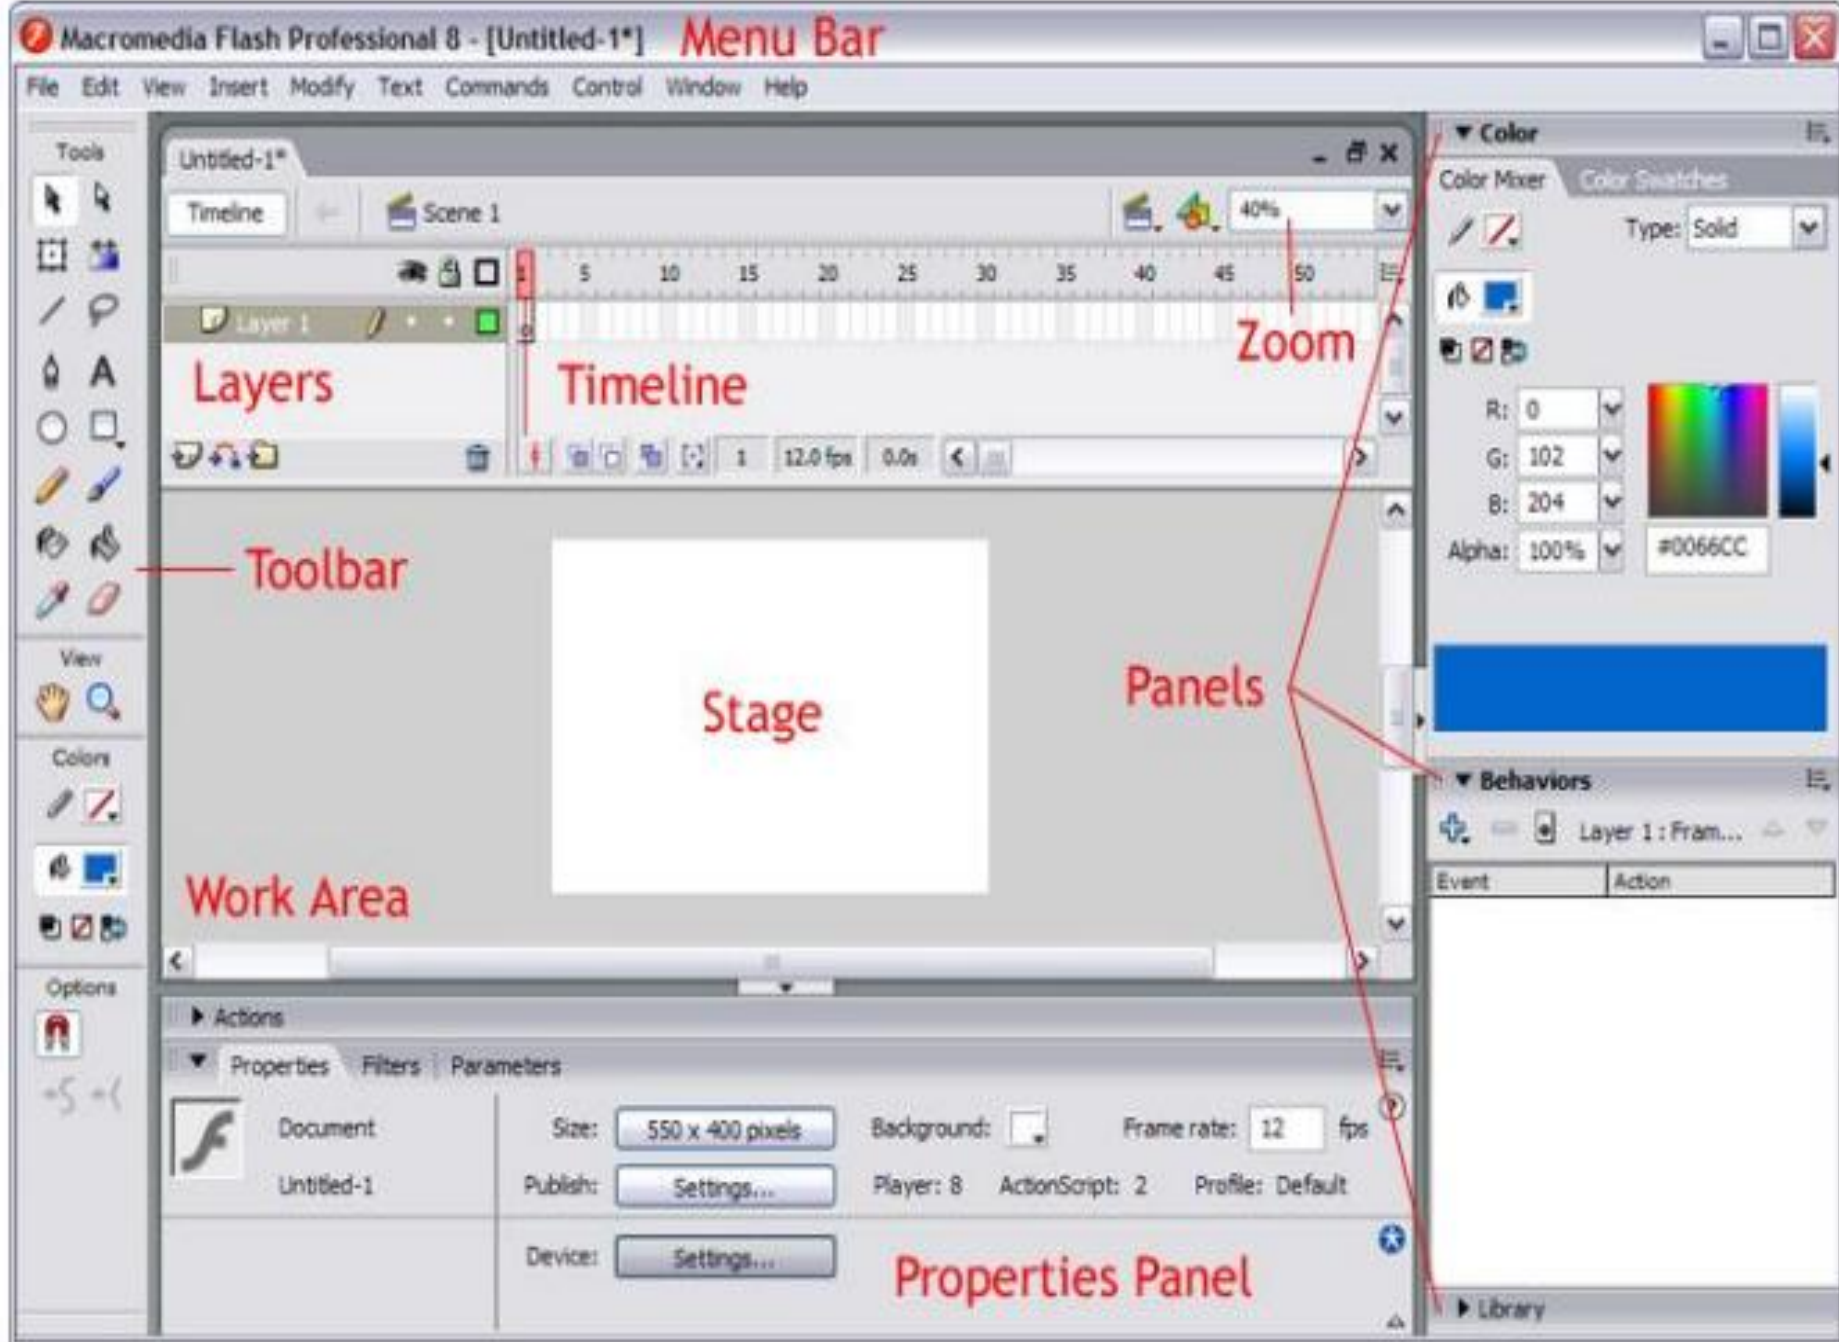 Macromedia Flash Professional 8 - [Untitled-1*] Menu Bar
File Edit View Insert Modify Text Commands Control Window Help
Tools
Untitled-1*
Timeline Scene 1 40%
1 5 10 15 20 25 30 35 40 45 50
Layer 1
Layers Timeline Zoom
1 12.0 fps 0.0s
A
Toolbar
Stage
Panels
Work Area
View
Colors
Options
Color
Color Mixer Color Swatches
Type: Solid
R: 0
G: 102
B: 204
Alpha: 100% #0066CC
Behaviors
Layer 1 : Fram...
Event Action
Library
Actions
Properties Filters Parameters
Document Size: 550 x 400 pixels Background: Frame rate: 12 fps
Untitled-1 Publish: Settings... Player: 8 ActionScript: 2 Profile: Default
Device: Settings...
Properties Panel